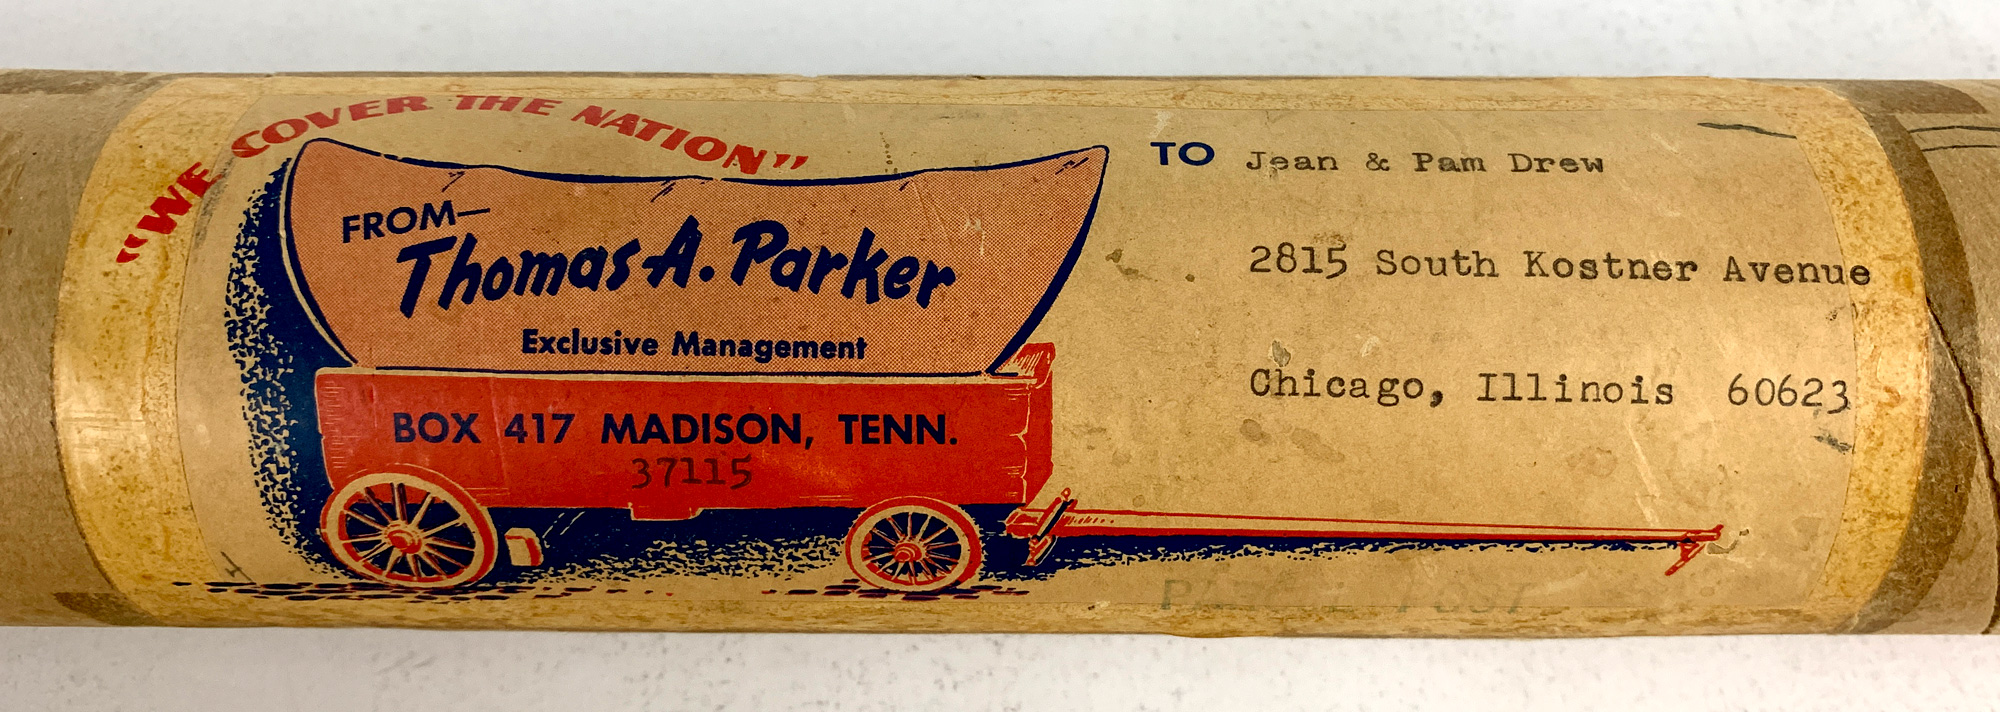 "WE COVER THE NATION"
FROM—
Thomas A. Parker
Exclusive Management
BOX 417 MADISON, TENN.
37115
TO Jean & Pam Drew
2815 South Kostner Avenue
Chicago, Illinois 60623
POST